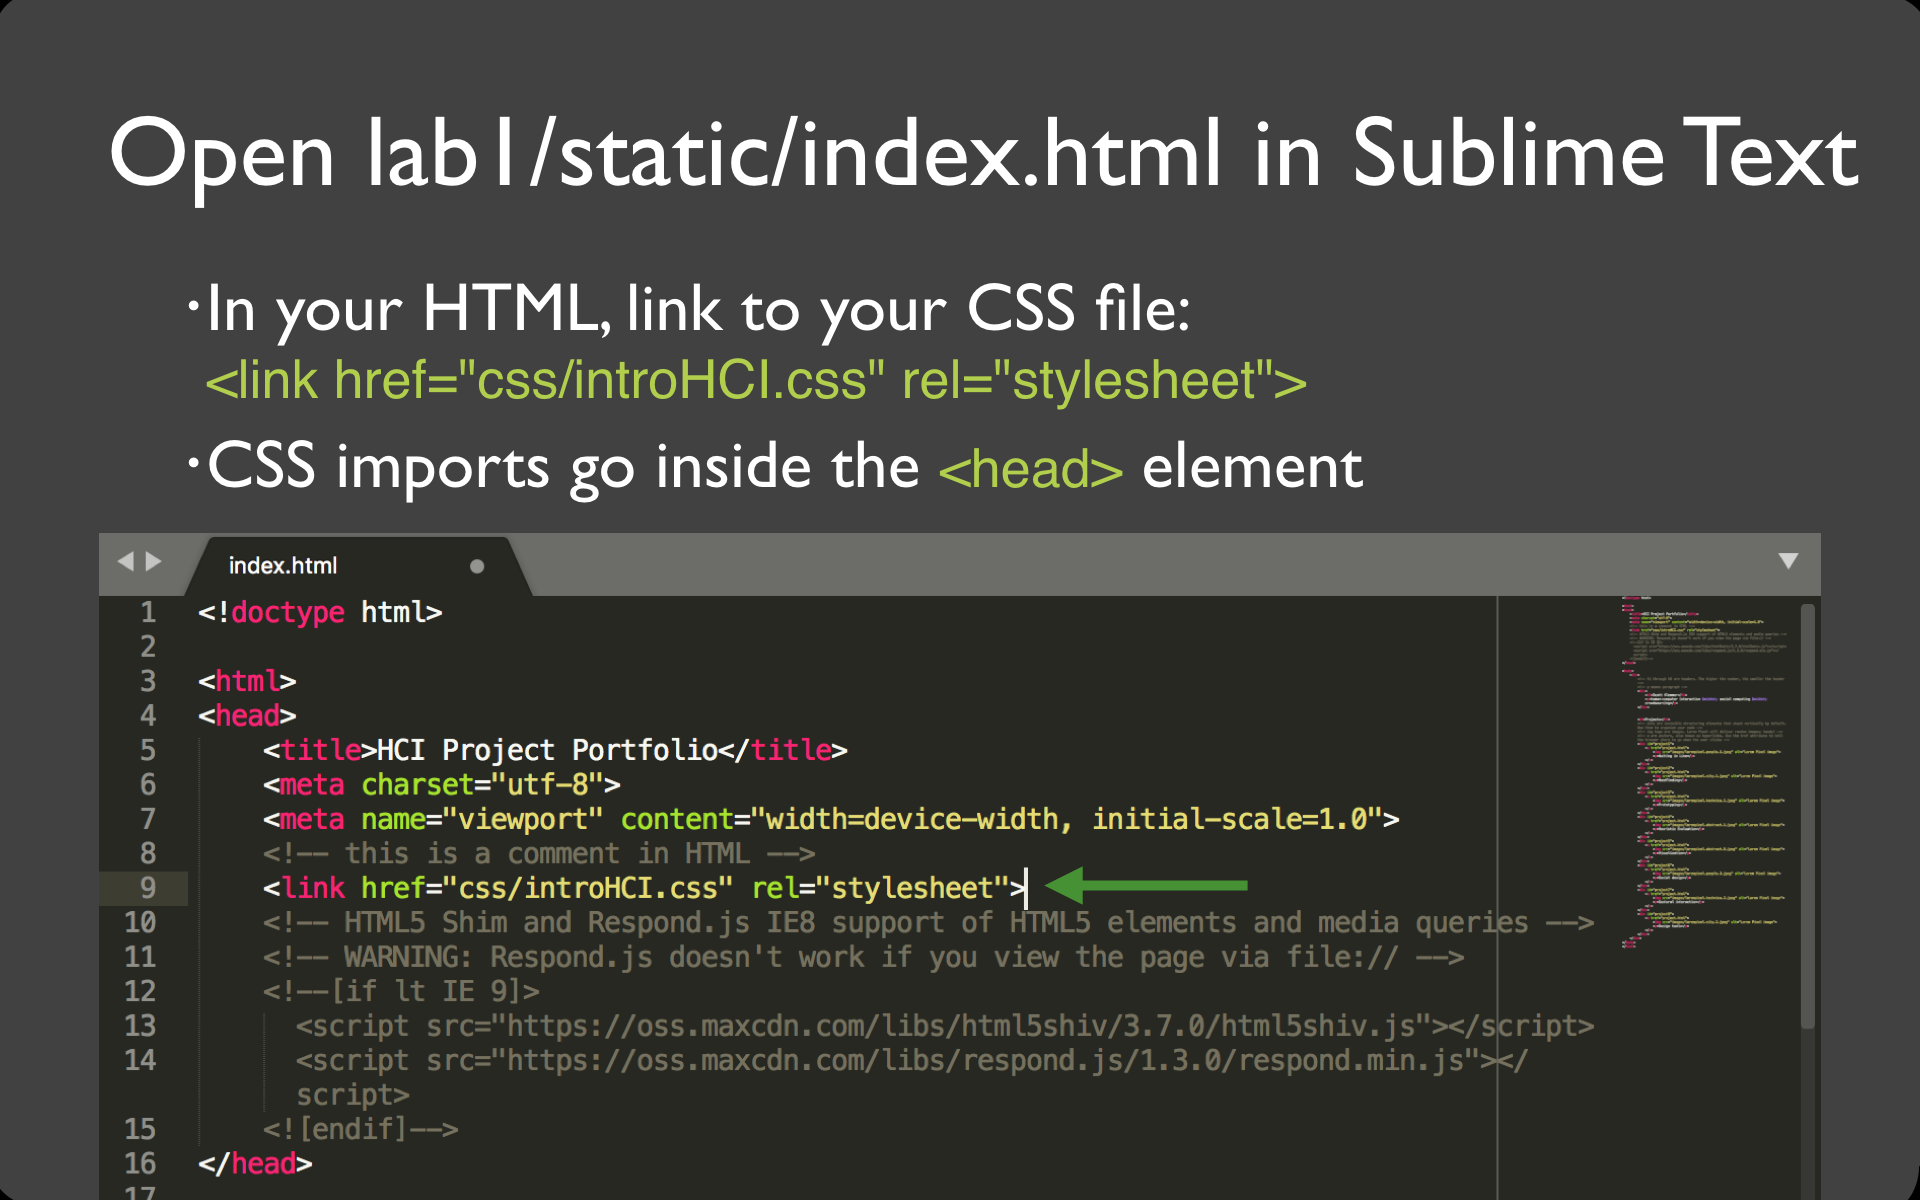 Open lab1/static/index.html in Sublime Text
·In your HTML, link to your CSS file:
<link href="css/introHCI.css" rel="stylesheet">
·CSS imports go inside the <head> element
index.html
1 <!doctype html>
2
3 <html>
4 <head>
5 <title>HCI Project Portfolio</title>
6 <meta charset="utf-8">
7 <meta name="viewport" content="width=device-width, initial-scale=1.0">
8 <!-- this is a comment in HTML -->
9 <link href="css/introHCI.css" rel="stylesheet">
10 <!-- HTML5 Shim and Respond.js IE8 support of HTML5 elements and media queries -->
11 <!-- WARNING: Respond.js doesn't work if you view the page via file:// -->
12 <!--[if lt IE 9]>
13 <script src="https://oss.maxcdn.com/libs/html5shiv/3.7.0/html5shiv.js"></script>
14 <script src="https://oss.maxcdn.com/libs/respond.js/1.3.0/respond.min.js"></
script>
15 <![endif]-->
16 </head>
17